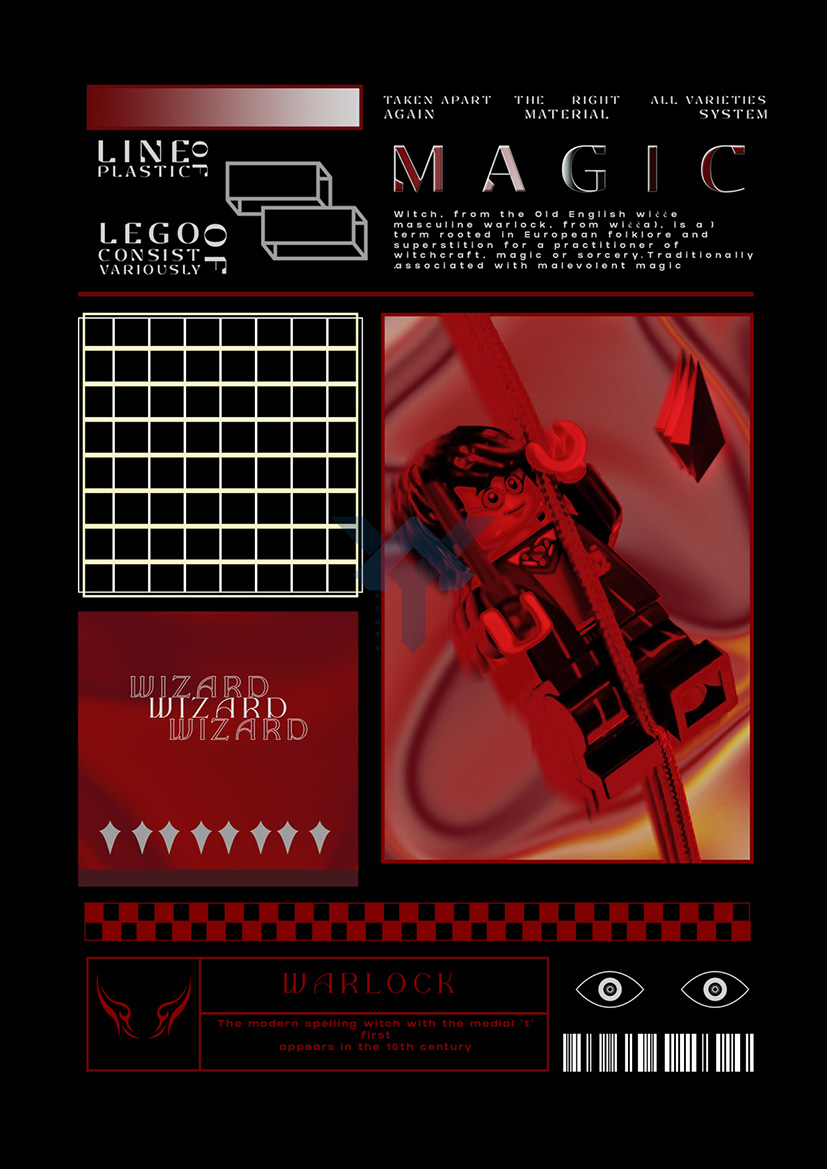 TAKEN APART THE RIGHT ALL VARIETIES
AGAIN MATERIAL SYSTEM
LINE OF
PLASTIC
MAGIC
LEGO OF
CONSIST
VARIOUSLY
Witch, from the Old English wicce
masculine warlock, from wicca), is a )
term rooted in European folklore and
superstition for a practitioner of
witchcraft, magic or sorcery.Traditionally
.associated with malevolent magic
WIZARD
WIZARD
WIZARD
WARLOCK
The modern spelling witch with the medial 't'
first
appears in the 16th century